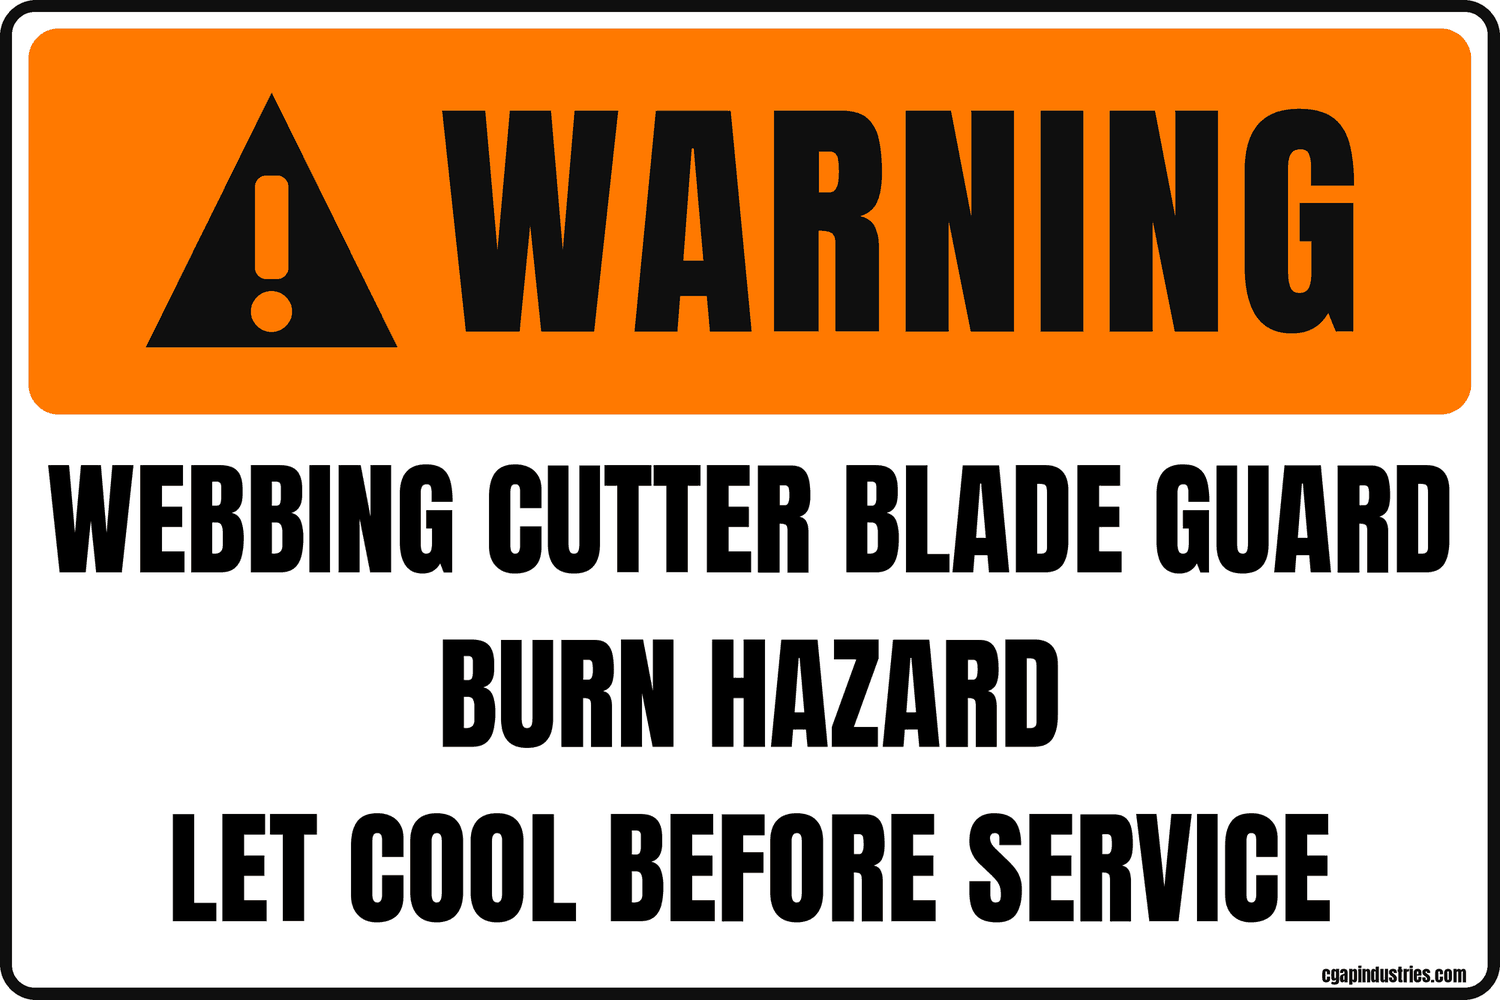 WARNING
WEBBING CUTTER BLADE GUARD
BURN HAZARD
LET COOL BEFORE SERVICE
cgapindustries.com